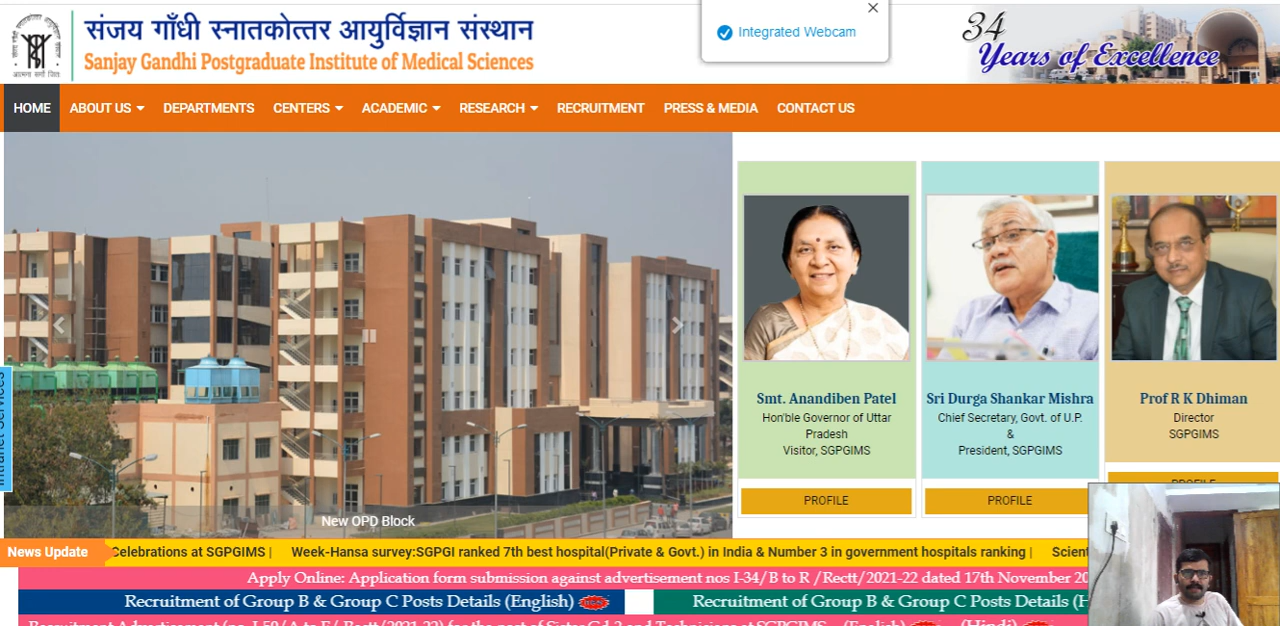 संजय गाँधी स्नातकोत्तर आयुर्विज्ञान संस्थान
Sanjay Gandhi Postgraduate Institute of Medical Sciences
Integrated Webcam
34
Years of Excellence
HOME ABOUT US DEPARTMENTS CENTERS ACADEMIC RESEARCH RECRUITMENT PRESS & MEDIA CONTACT US
Smt. Anandiben Patel
Hon'ble Governor of Uttar
Pradesh
Visitor, SGPGIMS
PROFILE
Sri Durga Shankar Mishra
Chief Secretary, Govt. of U.P.
&
President, SGPGIMS
PROFILE
Prof R K Dhiman
Director
SGPGIMS
PROFILE
Intranet Services
New OPD Block
News Update
Celebrations at SGPGIMS | Week-Hansa survey:SGPGI ranked 7th best hospital(Private & Govt.) in India & Number 3 in government hospitals ranking | Scient
Apply Online: Application form submission against advertisement nos I-34/B to R /Rectt/2021-22 dated 17th November 20
Recruitment of Group B & Group C Posts Details (English)
Recruitment of Group B & Group C Posts Details (H